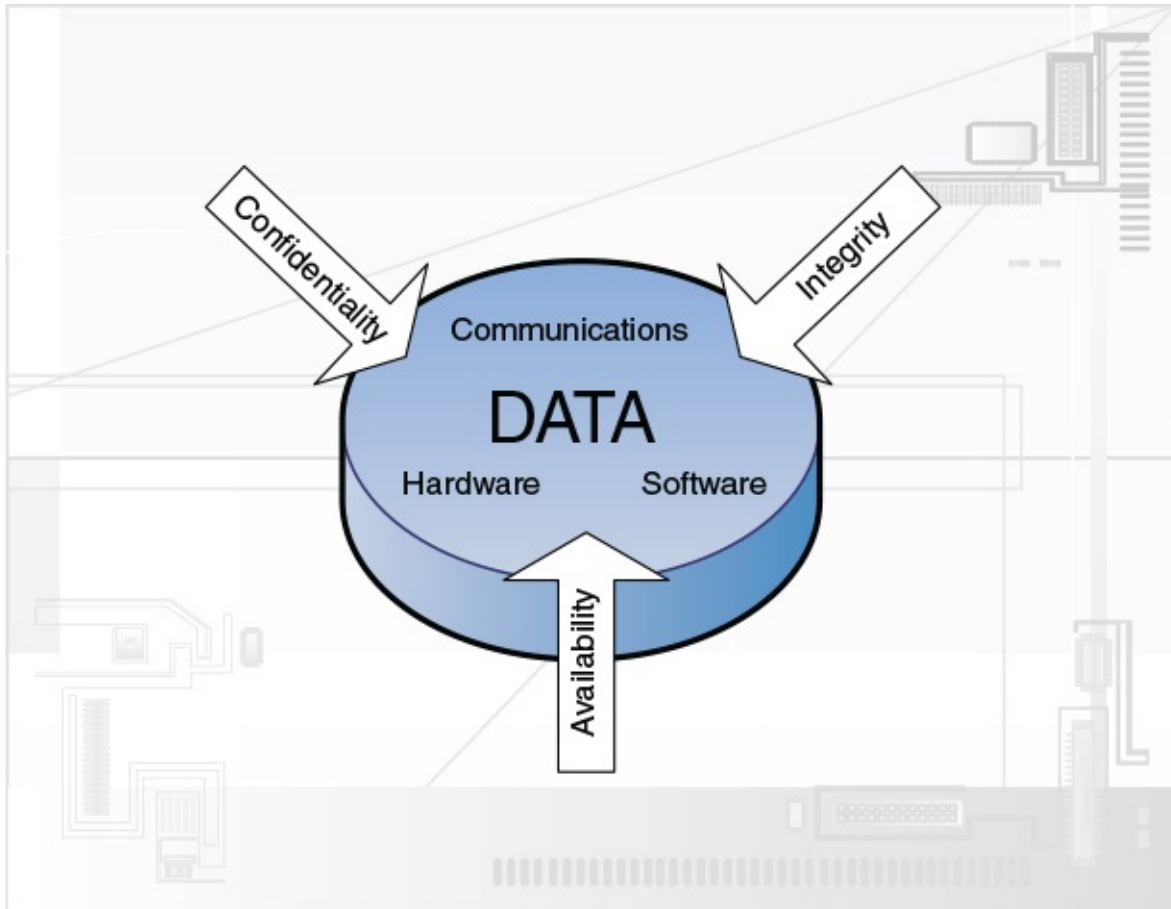 Confidentiality
Integrity
Communications
DATA
Hardware Software
Availability